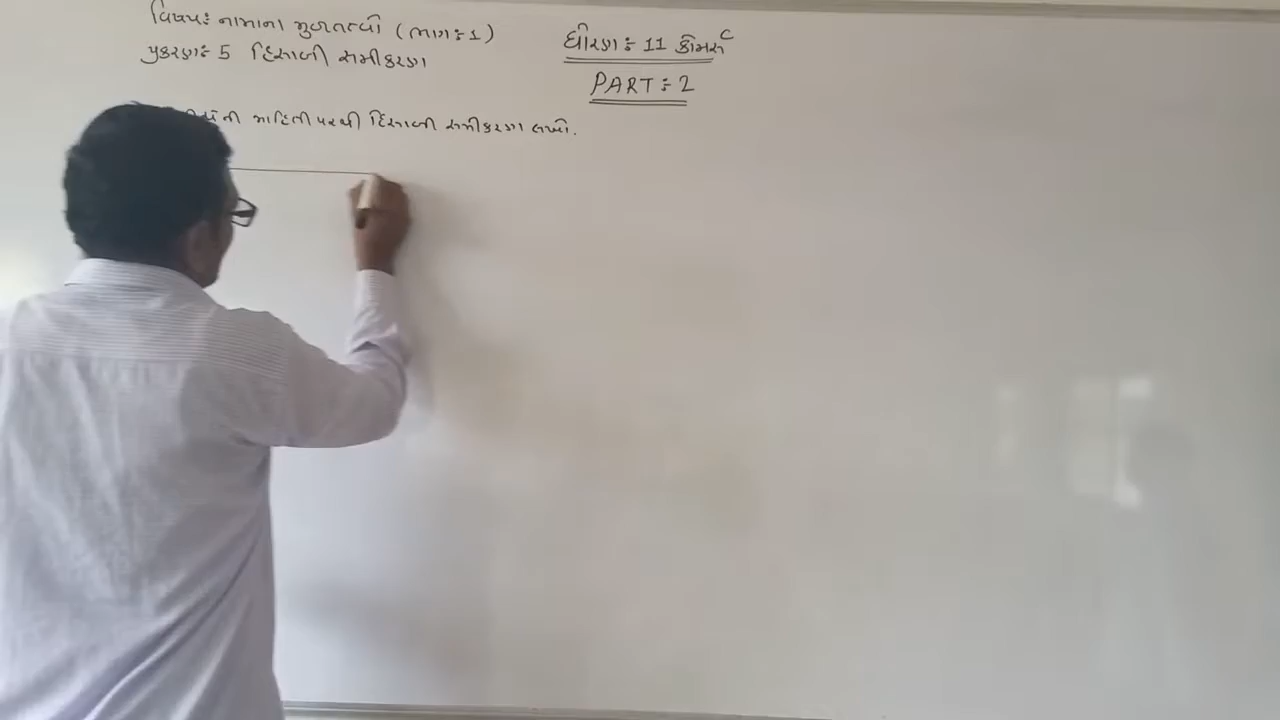 વિષય: નામાના મુળતત્વો (ભાગ: 1)
પ્રકરણ: 5 હિસાબી સમીકરણ
ધોરણ: 11 કોમર્સ C
PART: 2
ની માહિતી પરથી હિસાબી સમીકરણ લખો.